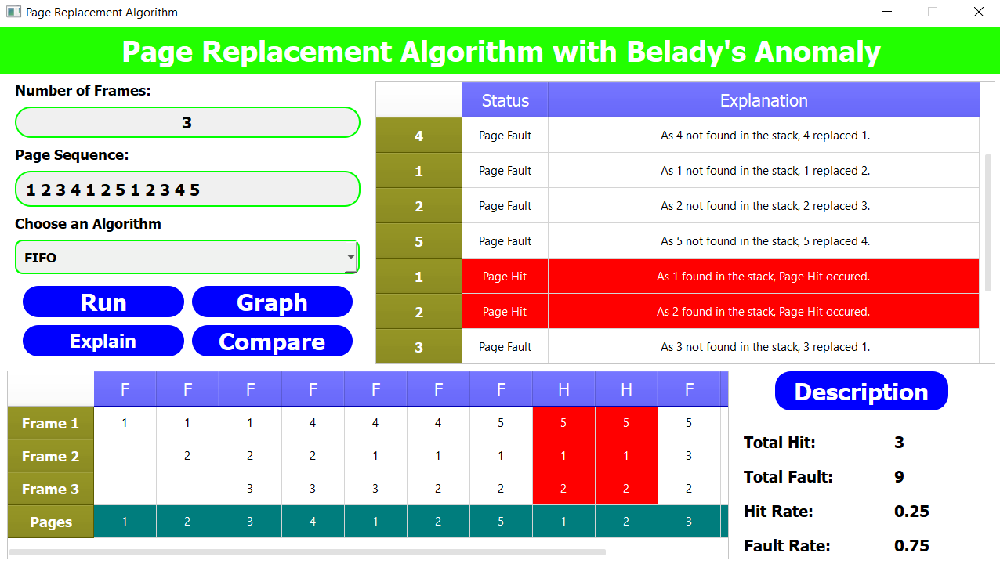 Page Replacement Algorithm
Page Replacement Algorithm with Belady's Anomaly
Number of Frames:
3
Page Sequence:
1 2 3 4 1 2 5 1 2 3 4 5
Choose an Algorithm
FIFO
Run Graph
Explain Compare
Status Explanation
4 Page Fault As 4 not found in the stack, 4 replaced 1.
1 Page Fault As 1 not found in the stack, 1 replaced 2.
2 Page Fault As 2 not found in the stack, 2 replaced 3.
5 Page Fault As 5 not found in the stack, 5 replaced 4.
1 Page Hit As 1 found in the stack, Page Hit occured.
2 Page Hit As 2 found in the stack, Page Hit occured.
3 Page Fault As 3 not found in the stack, 3 replaced 1.
F F F F F F F H H F
Frame 1 1 1 1 4 4 4 5 5 5 5
Frame 2 2 2 2 1 1 1 1 1 3
Frame 3 3 3 3 2 2 2 2 2
Pages 1 2 3 4 1 2 5 1 2 3
Description
Total Hit: 3
Total Fault: 9
Hit Rate: 0.25
Fault Rate: 0.75